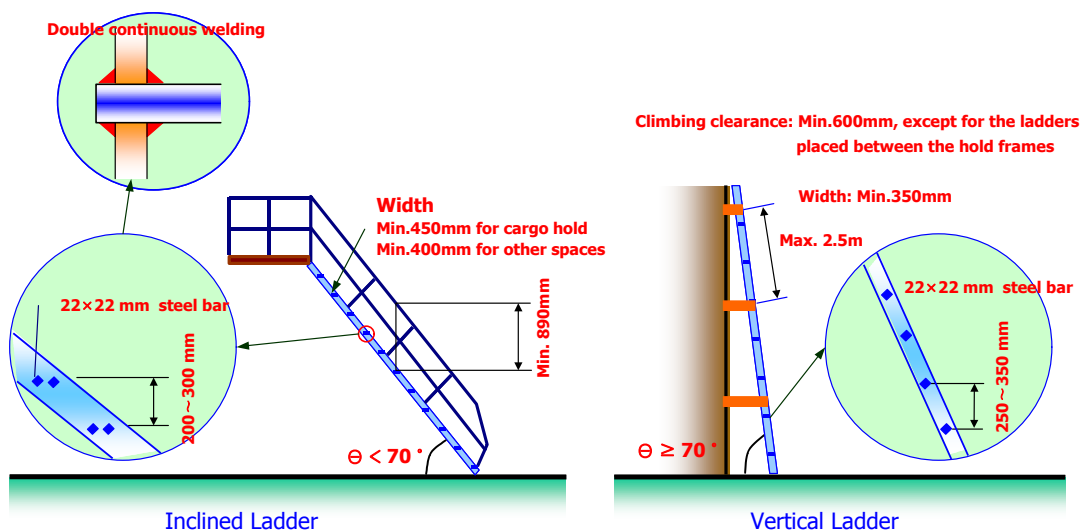 Double continuous welding
Width
Min.450mm for cargo hold
Min.400mm for other spaces
22×22 mm steel bar
200～300 mm
Min. 890mm
Θ < 70 °
Inclined Ladder
Climbing clearance: Min.600mm, except for the ladders
placed between the hold frames
Width: Min.350mm
Max. 2.5m
22×22 mm steel bar
250～350 mm
Θ ≥ 70 °
Vertical Ladder